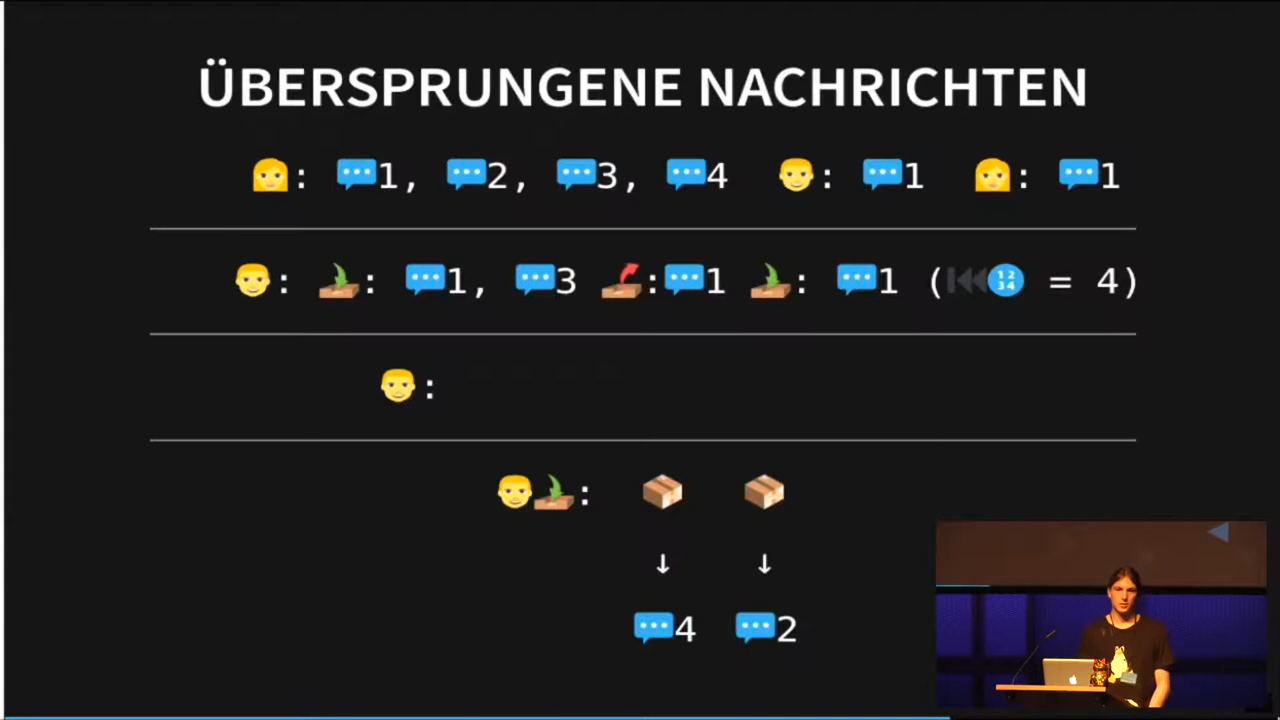 ÜBERSPRUNGENE NACHRICHTEN
👩: 💬1, 💬2, 💬3, 💬4 👨: 💬1 👩: 💬1
👨: 📥: 💬1, 💬3 📤:💬1 📥: 💬1 (⏮🔢 = 4)
👨:
👨📥: 📦 📦
↓ ↓
💬4 💬2